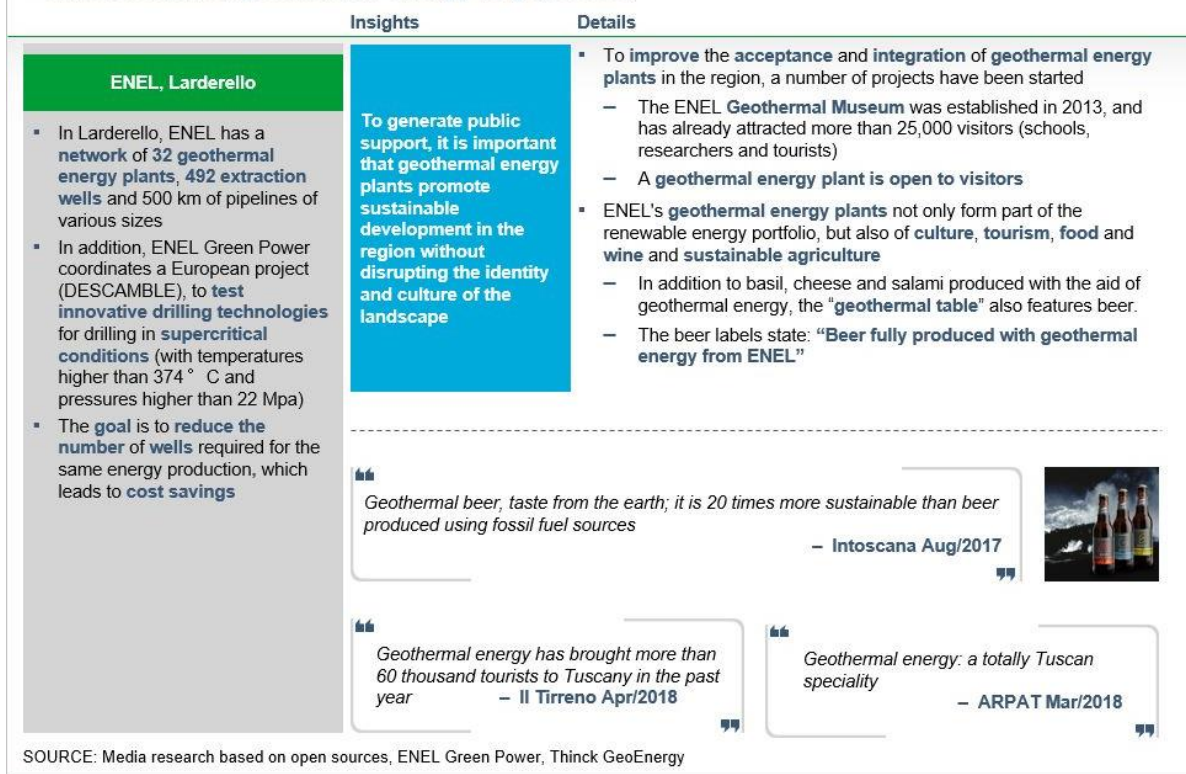 Insights
Details
ENEL, Larderello
▪ In Larderello, ENEL has a
network of 32 geothermal
energy plants, 492 extraction
wells and 500 km of pipelines of
various sizes
▪ In addition, ENEL Green Power
coordinates a European project
(DESCAMBLE), to test
innovative drilling technologies
for drilling in supercritical
conditions (with temperatures
higher than 374° C and
pressures higher than 22 Mpa)
▪ The goal is to reduce the
number of wells required for the
same energy production, which
leads to cost savings
To generate public
support, it is important
that geothermal energy
plants promote
sustainable
development in the
region without
disrupting the identity
and culture of the
landscape
▪ To improve the acceptance and integration of geothermal energy
plants in the region, a number of projects have been started
– The ENEL Geothermal Museum was established in 2013, and
has already attracted more than 25,000 visitors (schools,
researchers and tourists)
– A geothermal energy plant is open to visitors
▪ ENEL's geothermal energy plants not only form part of the
renewable energy portfolio, but also of culture, tourism, food and
wine and sustainable agriculture
– In addition to basil, cheese and salami produced with the aid of
geothermal energy, the “geothermal table” also features beer.
– The beer labels state: “Beer fully produced with geothermal
energy from ENEL”
“
Geothermal beer, taste from the earth; it is 20 times more sustainable than beer
produced using fossil fuel sources
– Intoscana Aug/2017
”
“
Geothermal energy has brought more than
60 thousand tourists to Tuscany in the past
year – Il Tirreno Apr/2018
”
“
Geothermal energy: a totally Tuscan
speciality
– ARPAT Mar/2018
”
SOURCE: Media research based on open sources, ENEL Green Power, Thinck GeoEnergy